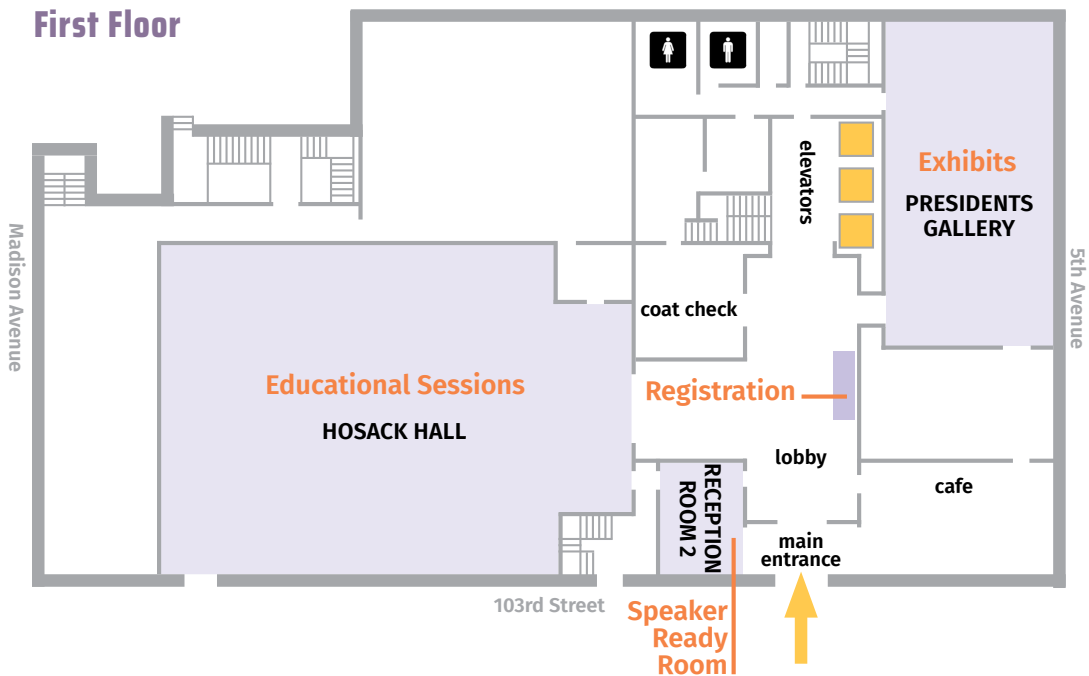 First Floor
elevators
Exhibits
PRESIDENTS
GALLERY
Madison Avenue
5th Avenue
coat check
Educational Sessions
HOSACK HALL
Registration
lobby
RECEPTION
ROOM 2
cafe
main
entrance
103rd Street
Speaker
Ready
Room